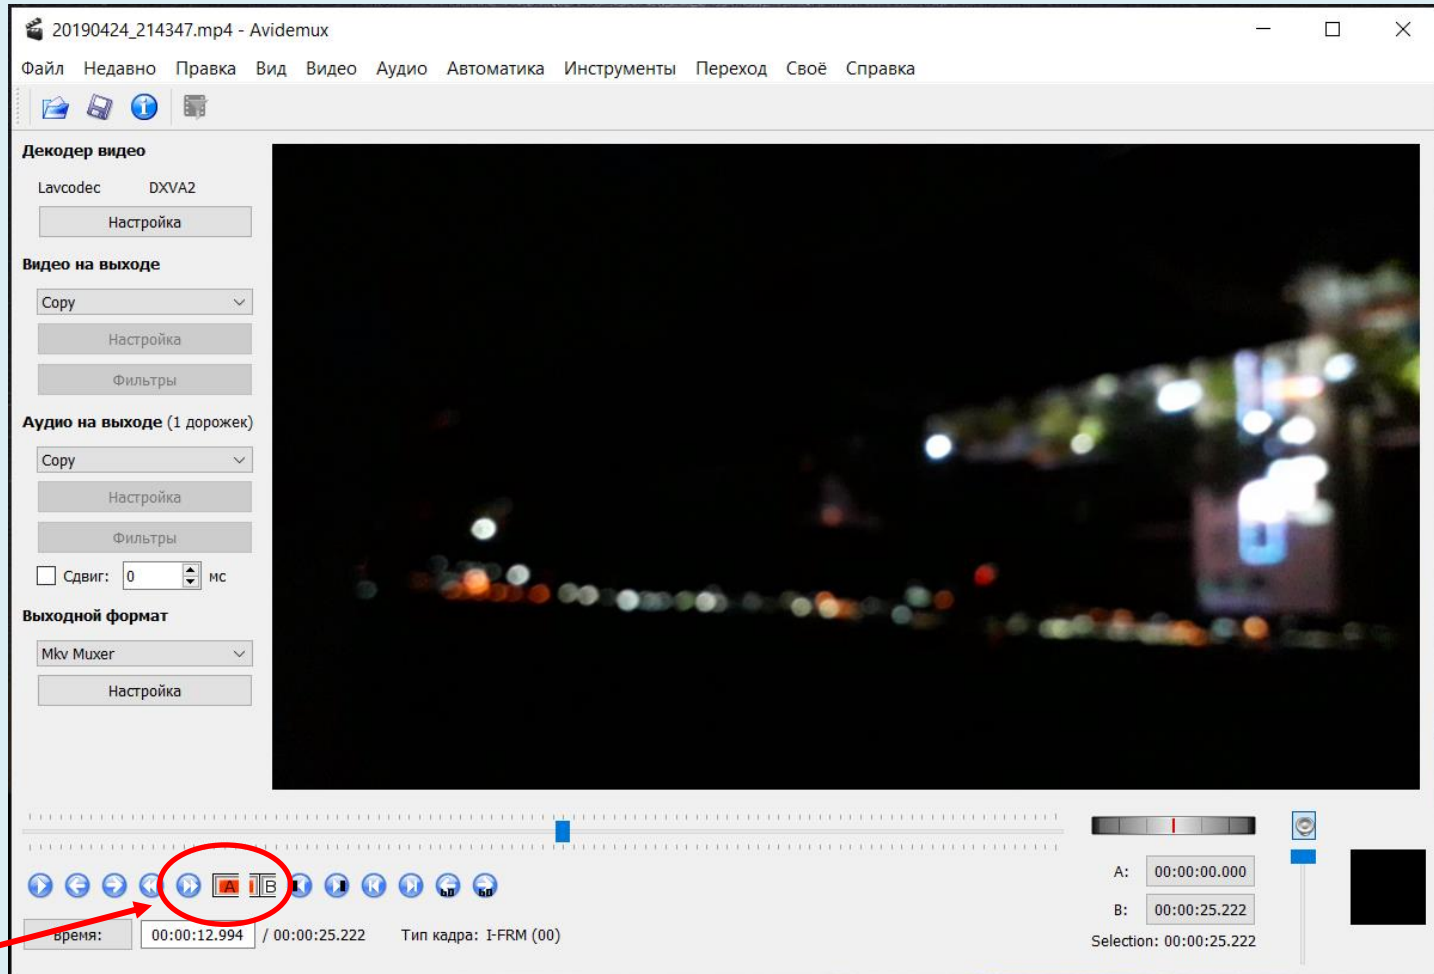 20190424_214347.mp4 - Avidemux
Файл Недавно Правка Вид Видео Аудио Автоматика Инструменты Переход Своё Справка
Декодер видео
Lavcodec DXVA2
Настройка
Видео на выходе
Copy
Настройка
Фильтры
Аудио на выходе (1 дорожек)
Copy
Настройка
Фильтры
Сдвиг: 0 мс
Выходной формат
Mkv Muxer
Настройка
A B 60 60
A: 00:00:00.000
B: 00:00:25.222
Время: 00:00:12.994 / 00:00:25.222 Тип кадра: I-FRM (00)
Selection: 00:00:25.222